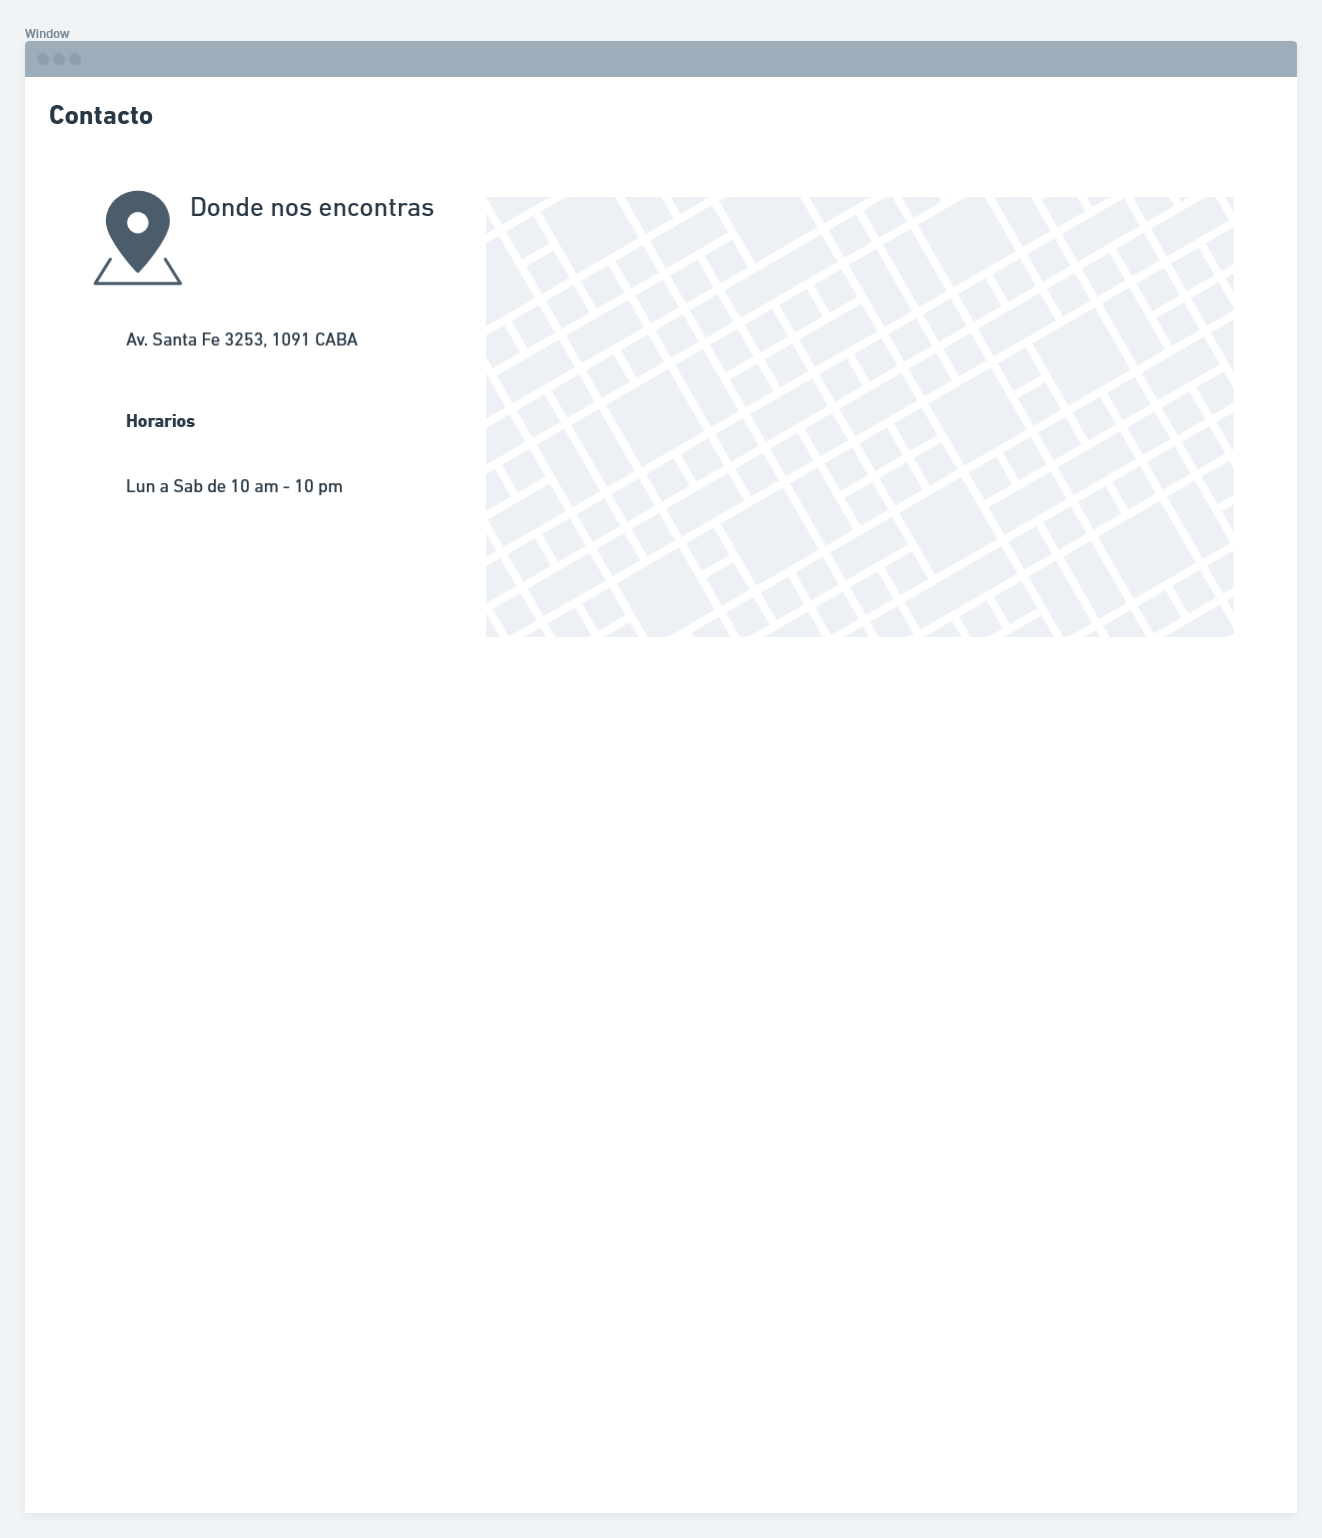 Window
Contacto
Donde nos encontras
Av. Santa Fe 3253, 1091 CABA
Horarios
Lun a Sab de 10 am - 10 pm